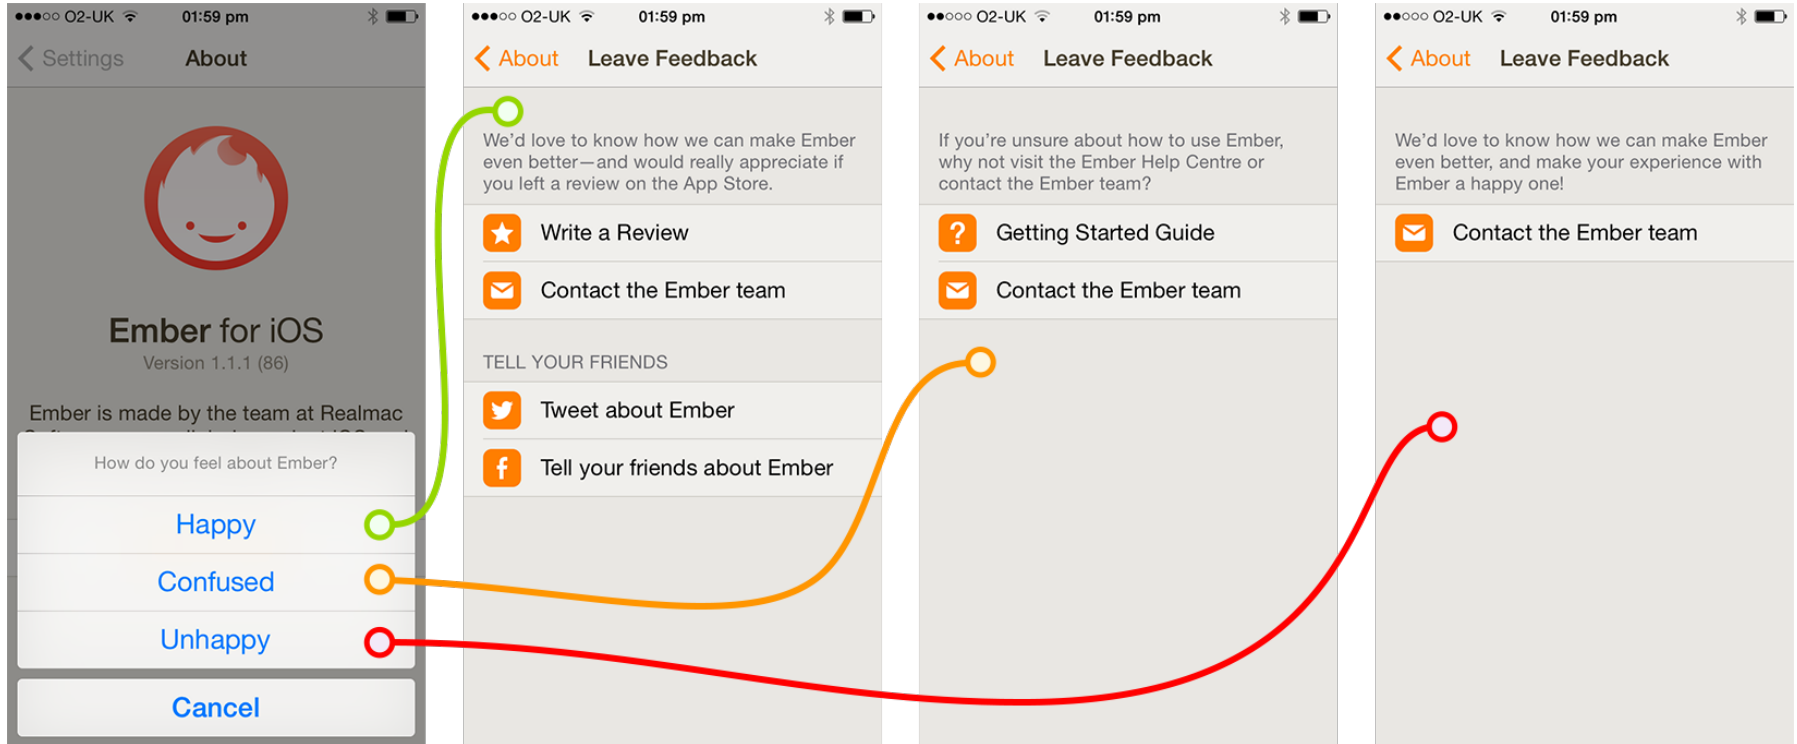 O2-UK 01:59 pm
Settings About
Ember for iOS
Version 1.1.1 (86)
Ember is made by the team at Realmac
How do you feel about Ember?
Happy
Confused
Unhappy
Cancel
O2-UK 01:59 pm
About Leave Feedback
We'd love to know how we can make Ember
even better—and would really appreciate if
you left a review on the App Store.
Write a Review
Contact the Ember team
TELL YOUR FRIENDS
Tweet about Ember
Tell your friends about Ember
O2-UK 01:59 pm
About Leave Feedback
If you're unsure about how to use Ember,
why not visit the Ember Help Centre or
contact the Ember team?
Getting Started Guide
Contact the Ember team
O2-UK 01:59 pm
About Leave Feedback
We'd love to know how we can make Ember
even better, and make your experience with
Ember a happy one!
Contact the Ember team